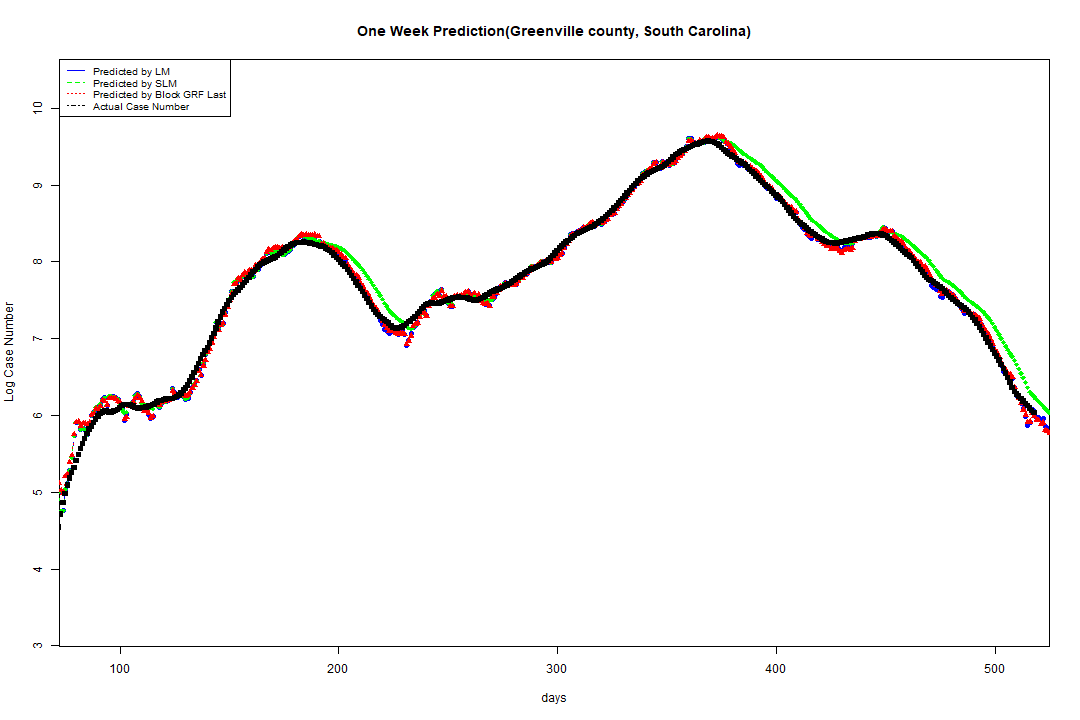 One Week Prediction(Greenville county, South Carolina)
Predicted by LM
Predicted by SLM
Predicted by Block GRF Last
Actual Case Number
Log Case Number
10
9
8
7
6
5
4
3
100 200 300 400 500
days